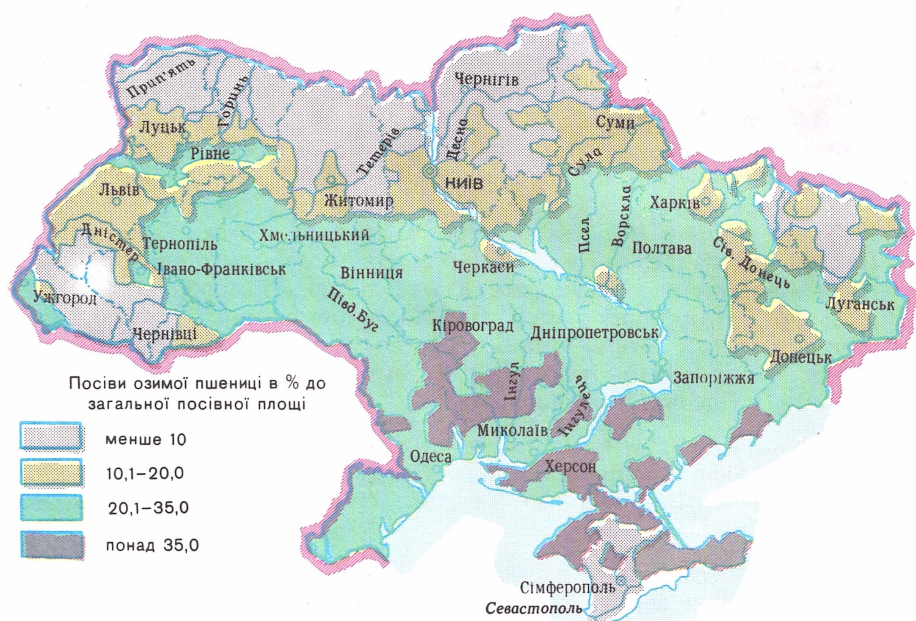 Прип'ять
Горинь
Чернігів
Луцьк
Рівне
Тетерів
Десна
Суми
Сула
Львів
Житомир
КИЇВ
Псел
Ворскла
Харків
Дністер
Тернопіль
Хмельницький
Полтава
Сів. Донець
Івано-Франківськ
Вінниця
Черкаси
Ужгород
Півд.Буг
Луганськ
Чернівці
Кіровоград
Дніпропетровськ
Донецьк
Запоріжжя
Інгул
Інгулець
Миколаїв
Одеса
Херсон
Сімферополь
Севастополь
Посіви озимої пшениці в % до
загальної посівної площі
менше 10
10,1–20,0
20,1–35,0
понад 35,0